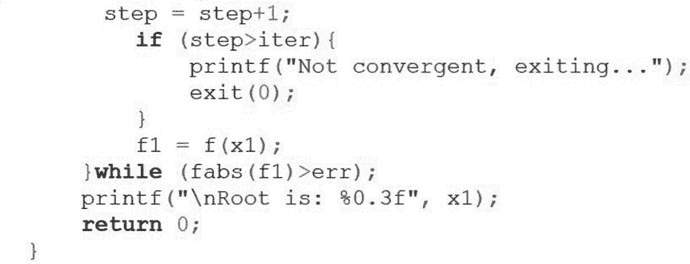 step = step+1;
if (step>iter){
printf("Not convergent, exiting...");
exit(0);
}
f1 = f(x1);
}while (fabs(f1)>err);
printf("\nRoot is: %0.3f", x1);
return 0;
}